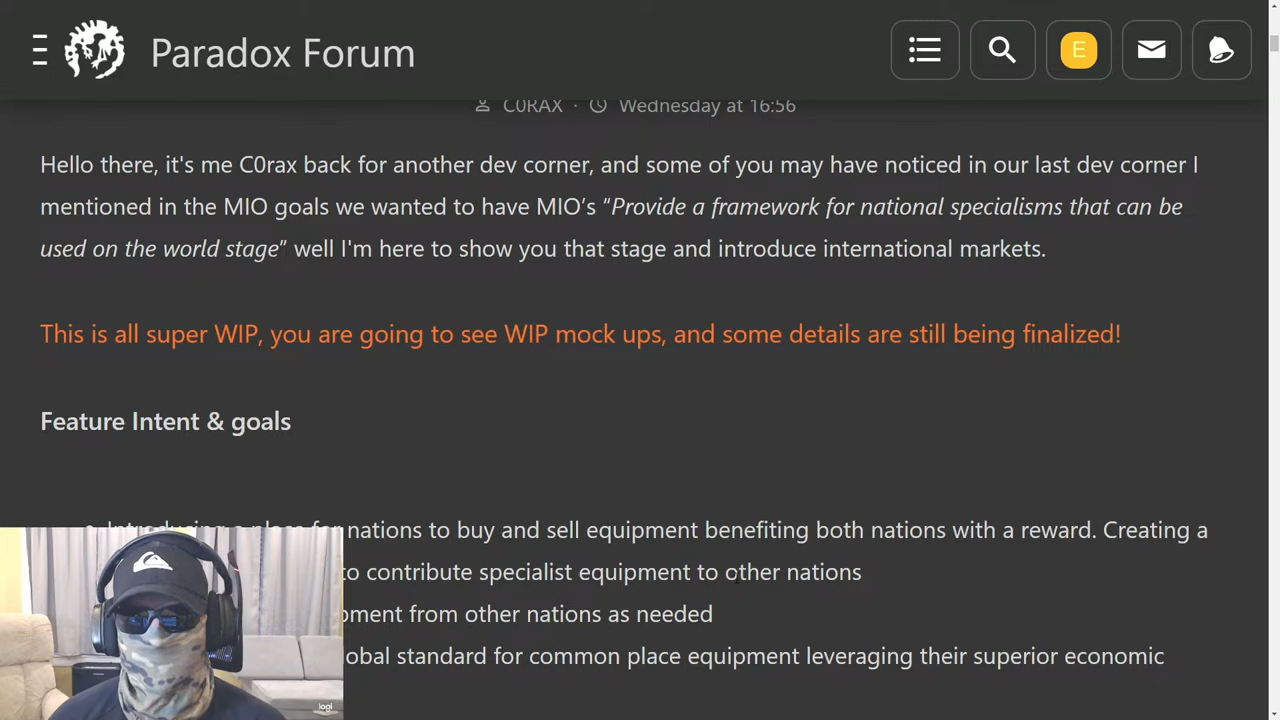 Paradox Forum
E
C0RAX · Wednesday at 16:56
Hello there, it's me C0rax back for another dev corner, and some of you may have noticed in our last dev corner I
mentioned in the MIO goals we wanted to have MIO’s “Provide a framework for national specialisms that can be
used on the world stage” well I'm here to show you that stage and introduce international markets.
This is all super WIP, you are going to see WIP mock ups, and some details are still being finalized!
Feature Intent & goals
Introducing a place for nations to buy and sell equipment benefiting both nations with a reward. Creating a
to contribute specialist equipment to other nations
from other nations as needed
standard for common place equipment leveraging their superior economic
logi